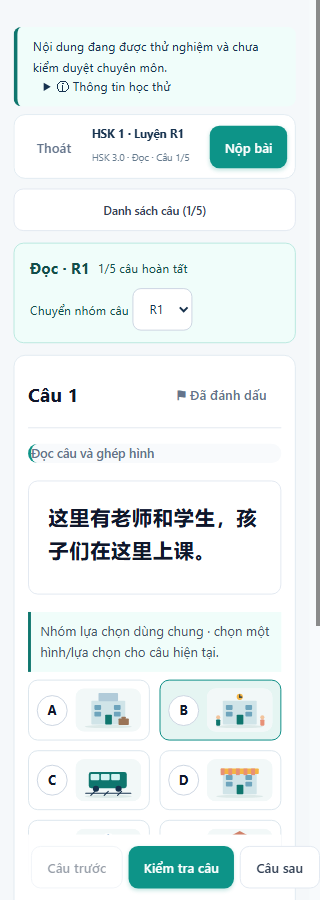 Nội dung đang được thử nghiệm và chưa
kiểm duyệt chuyên môn.
▶ ⓘ Thông tin học thử
Thoát
HSK 1 · Luyện R1
HSK 3.0 · Đọc · Câu 1/5
Nộp bài
Danh sách câu (1/5)
Đọc · R1 1/5 câu hoàn tất
Chuyển nhóm câu R1
Câu 1
Đã đánh dấu
Đọc câu và ghép hình
这里有老师和学生，孩
子们在这里上课。
Nhóm lựa chọn dùng chung · chọn một
hình/lựa chọn cho câu hiện tại.
A
B
C
D
Câu trước
Kiểm tra câu
Câu sau